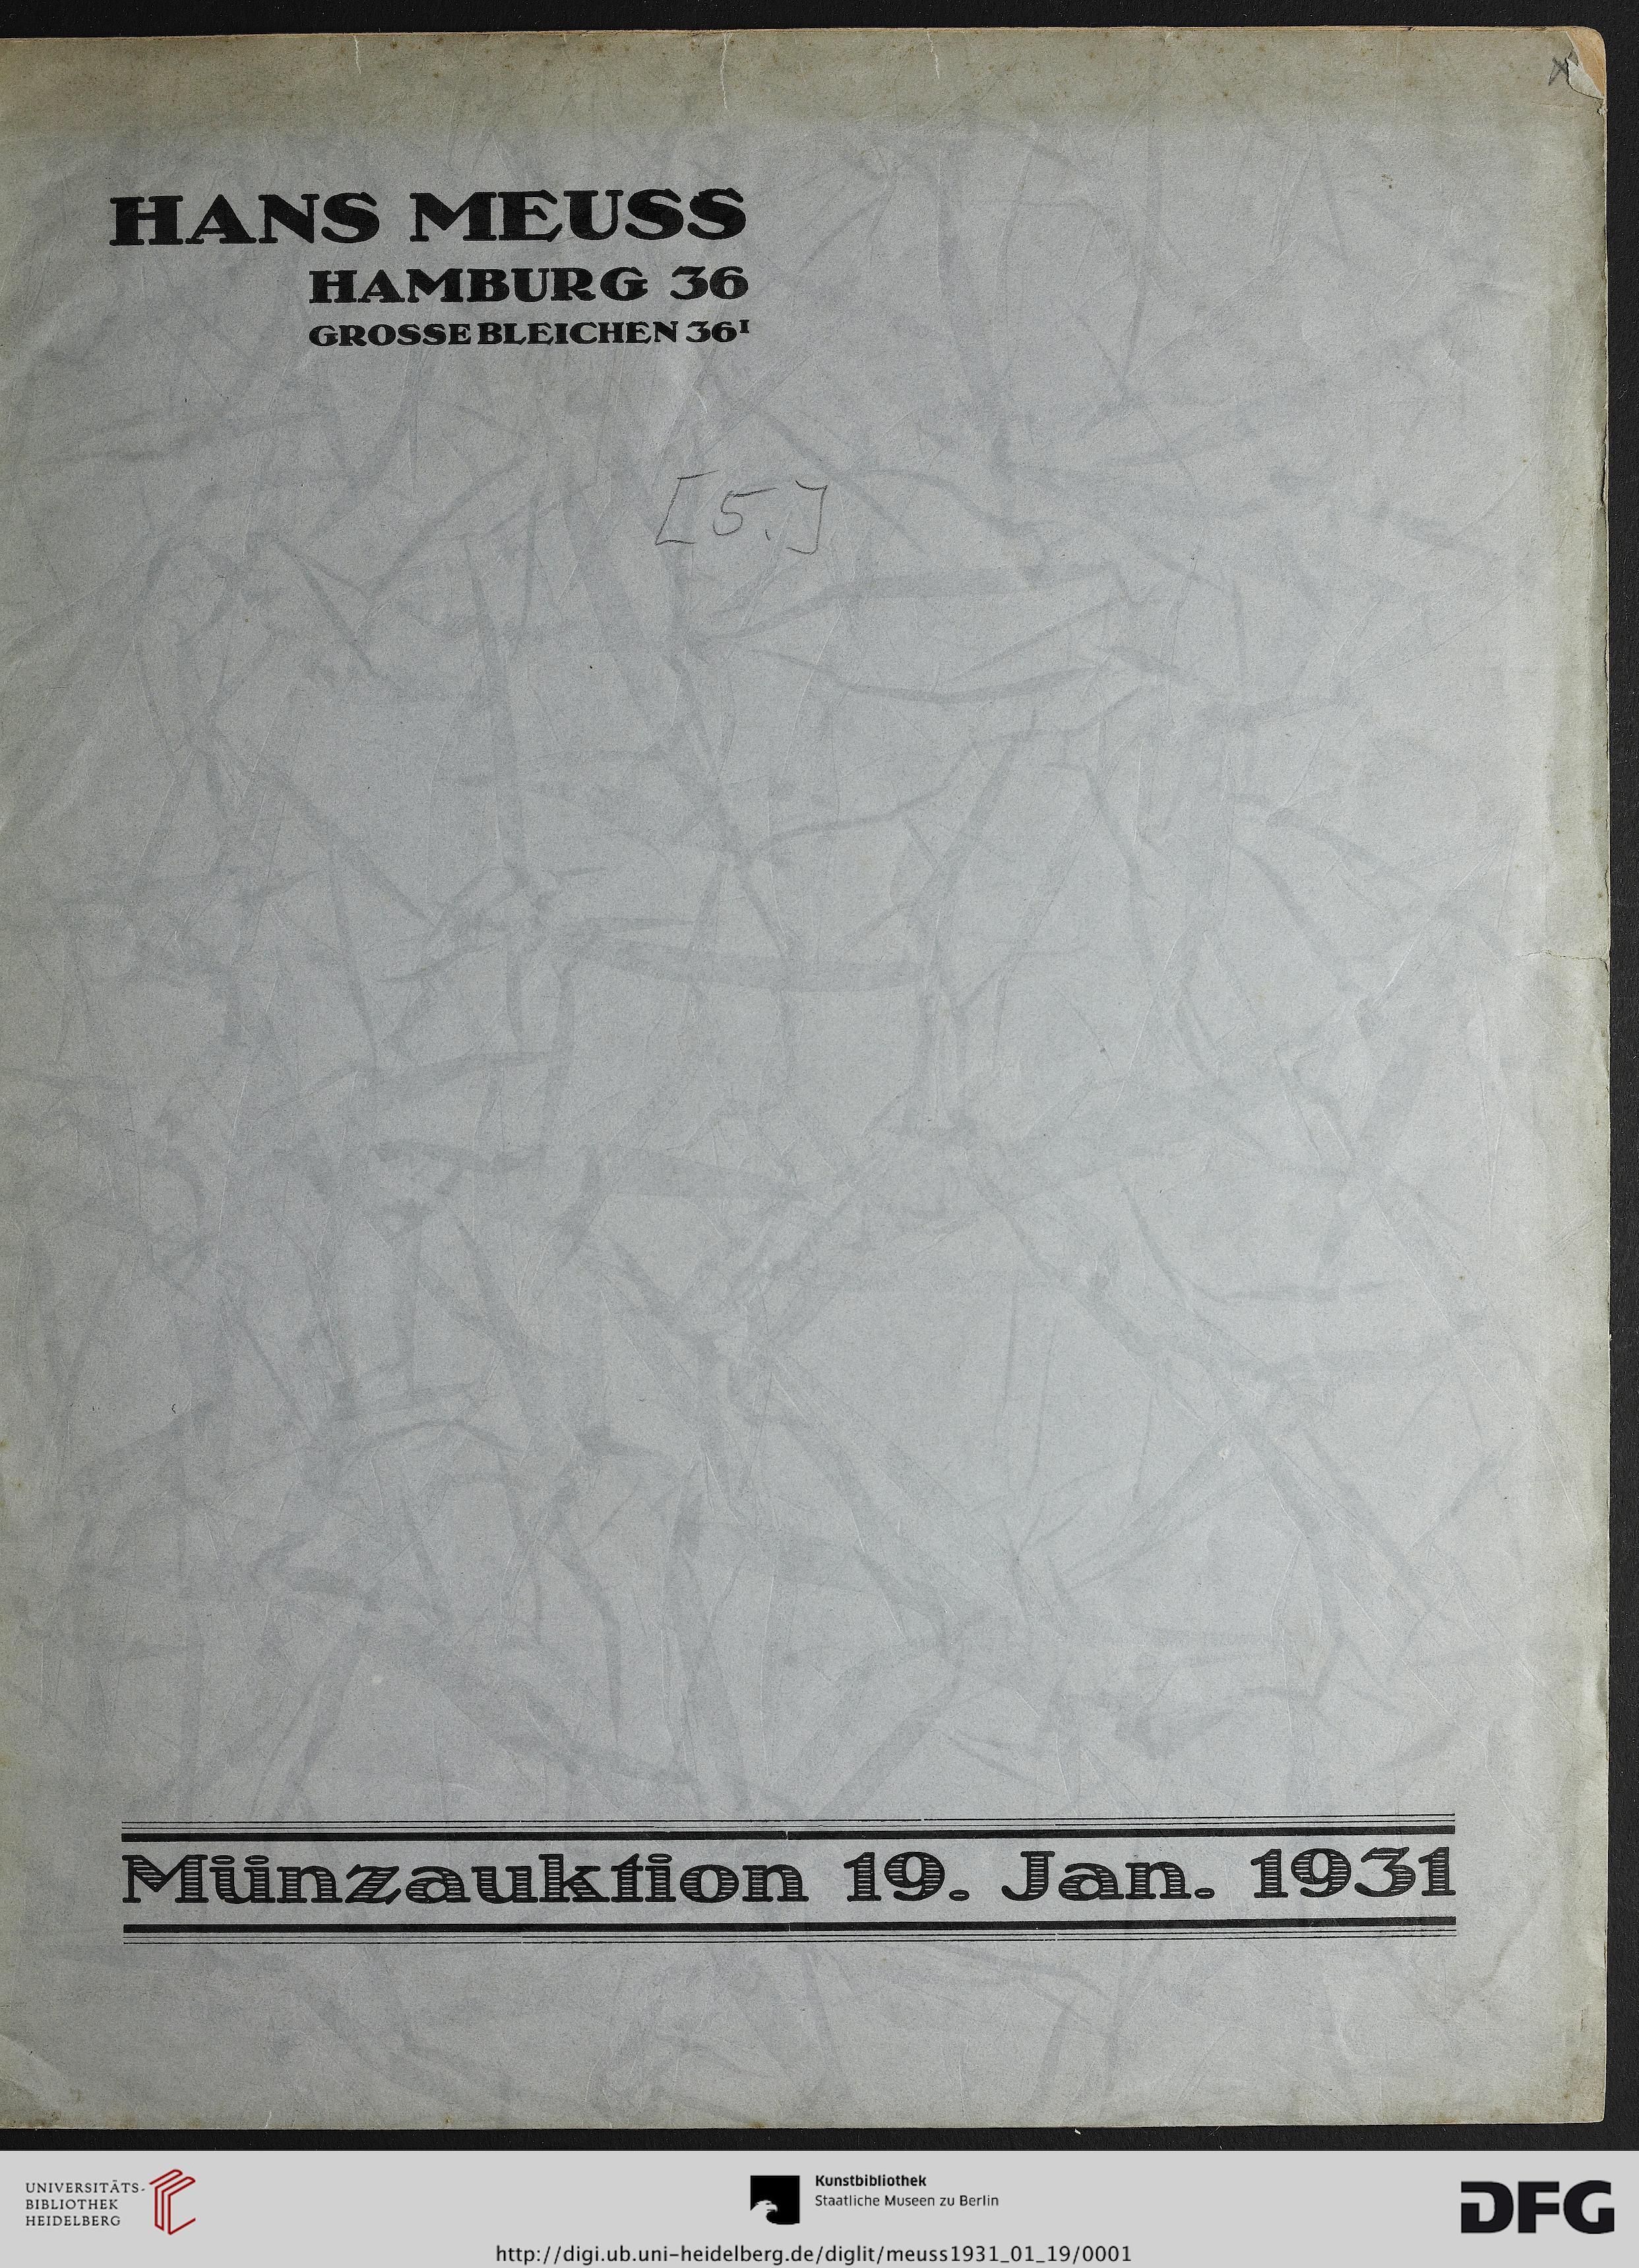 HANS MEUSS
HAMBURG 36
GROSSE BLEICHEN 36ᴵ
[5.]
Münzauktion 19. Jan. 1931
UNIVERSITÄTS-
BIBLIOTHEK
HEIDELBERG
Kunstbibliothek
Staatliche Museen zu Berlin
DFG
http://digi.ub.uni-heidelberg.de/diglit/meuss1931_01_19/0001